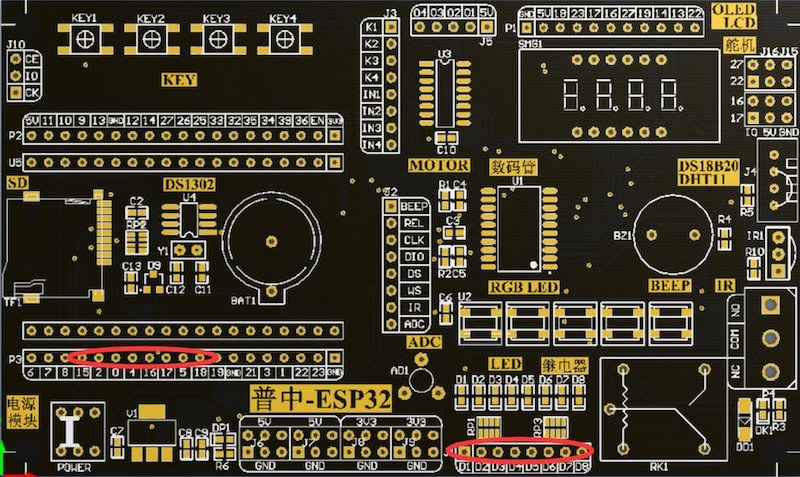 KEY1 KEY2 KEY3 KEY4
J3
O4 O3 O2 O1 5V
J5
P1
GND 5V 18 23 5 15 2 0 4 19 14 27 13 22
OLED
LCD
SMG1
舵机
J16 J15
27
22
16
17
IO 5V GND
J10
CE
IO
CK
KEY
K1
K2
K3
K4
IN1
IN2
IN3
IN4
U3
C10
5V 11 10 9 13 GND 12 14 27 26 25 33 32 35 34 39 36 EN 3V3
P2
U5
MOTOR
数码管
U1
DS18B20
DHT11
J4
R5
SD
DS1302
U4
C2
RP2
Y1
C13
D9
C12 C11
BAT1
TF1
J2
BEEP
REL
CLK
DIO
DS
WS
IR
ADC
R1 C4
C3
R2 C5
C6
U2
BZ1
R4
IR1
R10
RGB LED
BEEP
IR
NO
COM
NC
P3
6 7 8 15 2 0 4 16 17 5 18 19 GND 21 3 1 22 23 GND
ADC
AD1
LED
继电器
D1 D2 D3 D4 D5 D6 D7 D8
RP1
RP3
D1 D2 D3 D4 D5 D6 D7 D8
RK1
R3
DK1
DD1
电源
模块
POWER
V1
C7
C8 C9
DP1
R6
普中-ESP32
5V 5V 3V3 3V3
J6 J7 J8 J9
GND GND GND GND